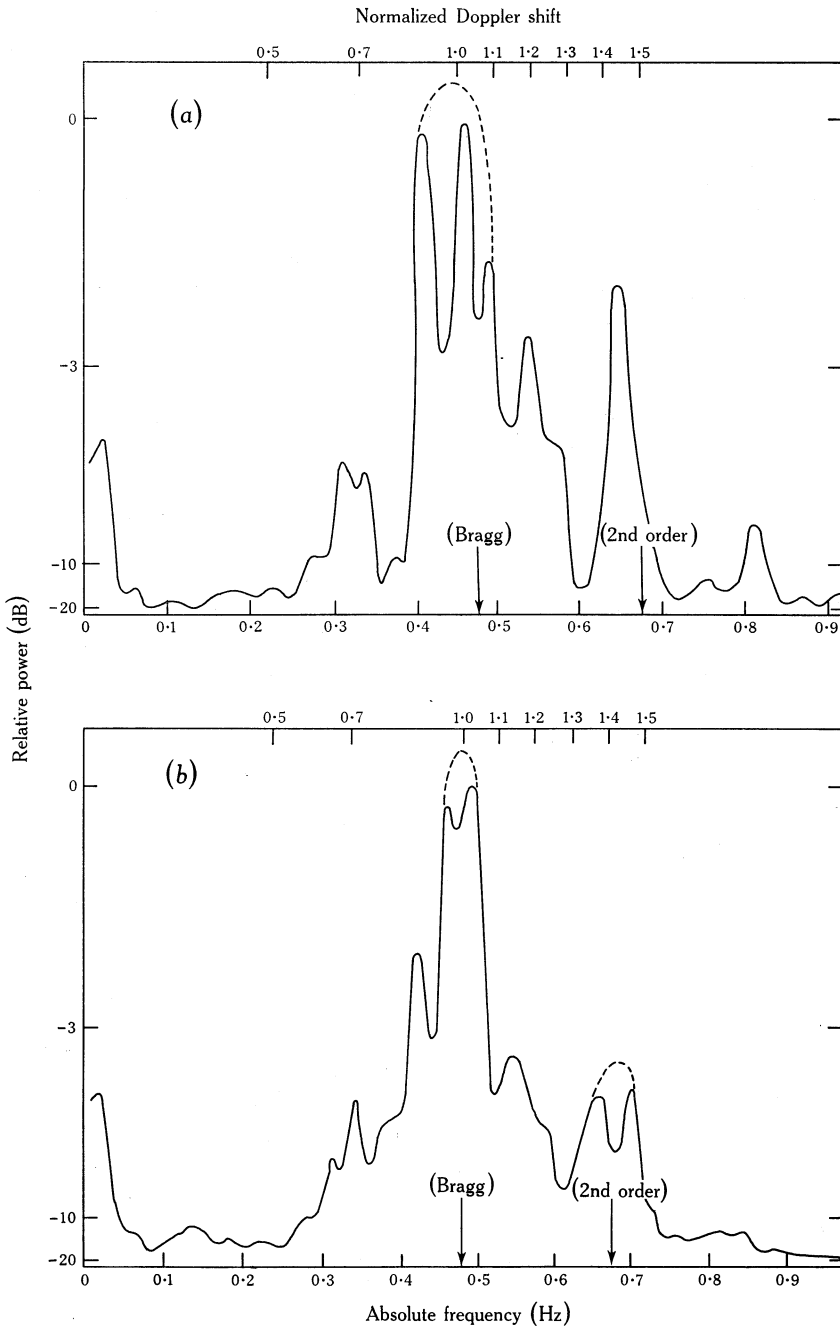 Normalized Doppler shift
0·5 0·7 1·0 1·1 1·2 1·3 1·4 1·5
(a)
0
-3
(Bragg) (2nd order)
-10
-20
0 0·1 0·2 0·3 0·4 0·5 0·6 0·7 0·8 0·9
Relative power (dB)
0·5 0·7 1·0 1·1 1·2 1·3 1·4 1·5
(b)
0
-3
(Bragg) (2nd order)
-10
-20
0 0·1 0·2 0·3 0·4 0·5 0·6 0·7 0·8 0·9
Absolute frequency (Hz)